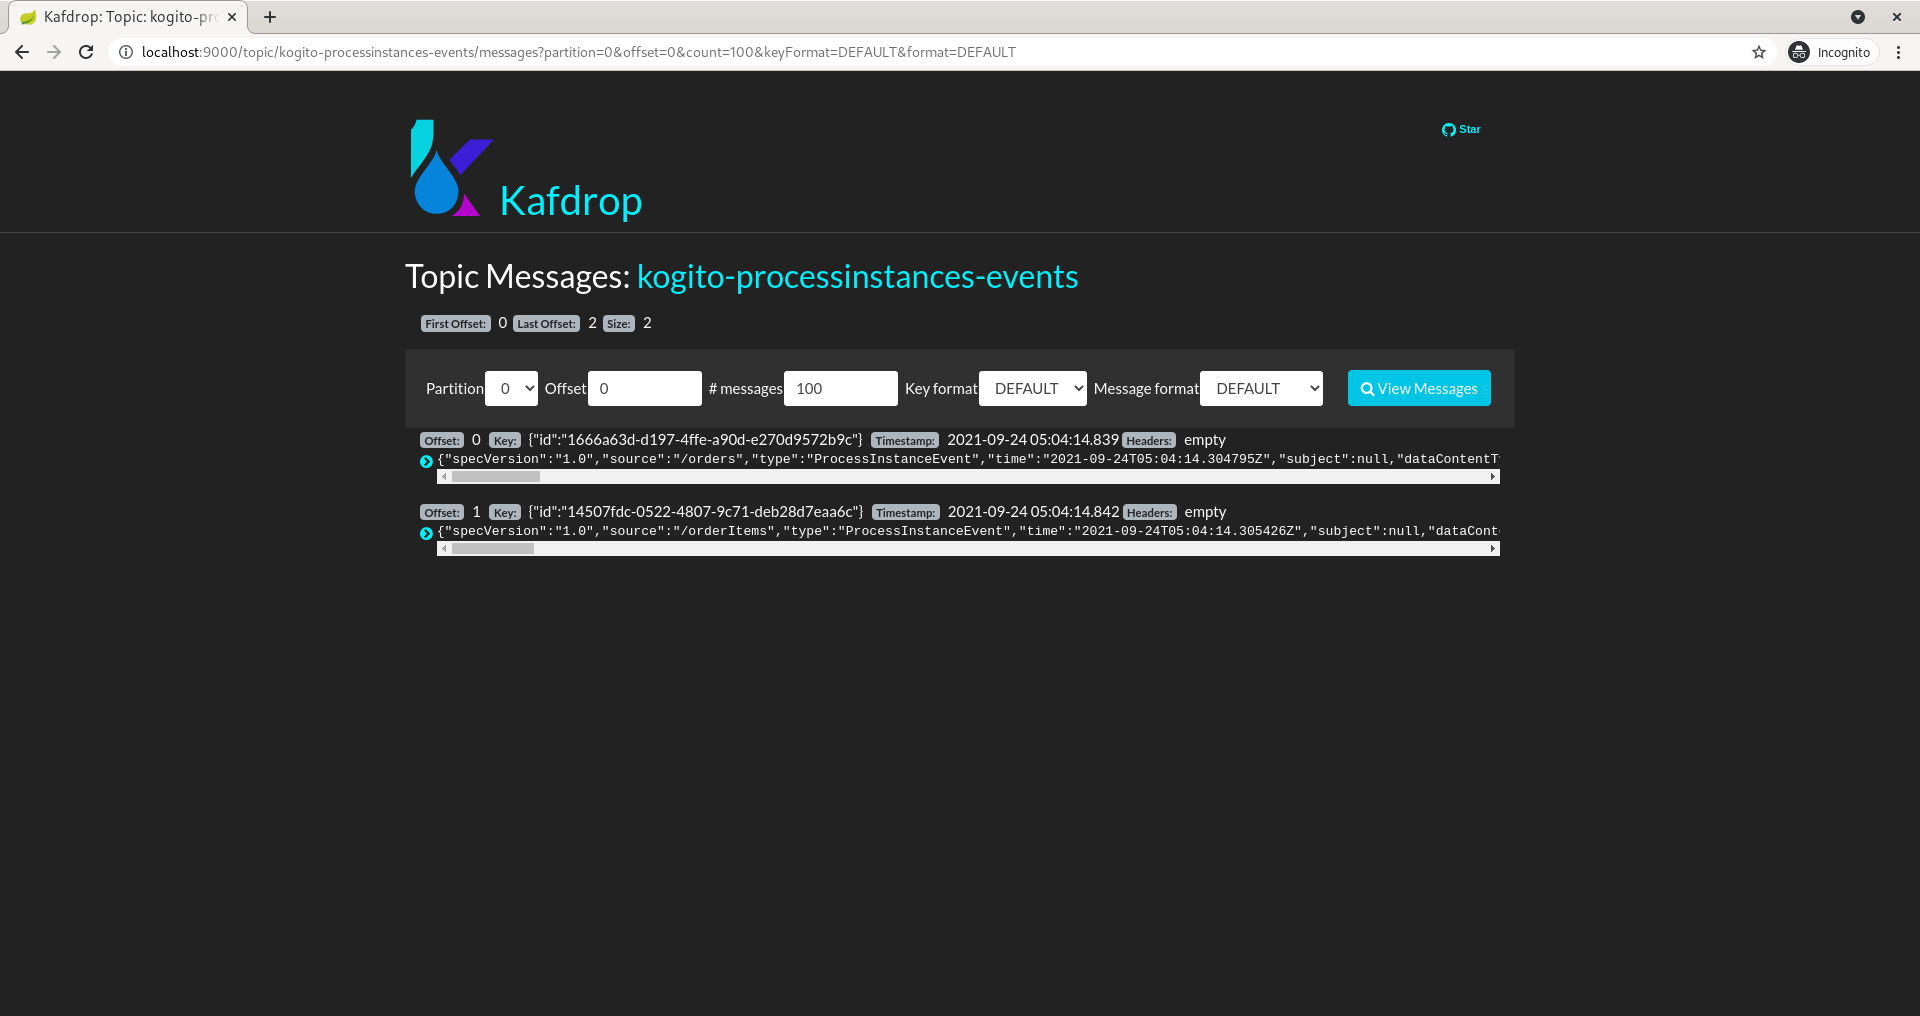 Kafdrop: Topic: kogito-pr
localhost:9000/topic/kogito-processinstances-events/messages?partition=0&offset=0&count=100&keyFormat=DEFAULT&format=DEFAULT
Incognito
Star
Kafdrop
Topic Messages: kogito-processinstances-events
First Offset: 0 Last Offset: 2 Size: 2
Partition 0 Offset 0 # messages 100 Key format DEFAULT Message format DEFAULT View Messages
Offset: 0 Key: {"id":"1666a63d-d197-4ffe-a90d-e270d9572b9c"} Timestamp: 2021-09-24 05:04:14.839 Headers: empty
{"specVersion":"1.0","source":"/orders","type":"ProcessInstanceEvent","time":"2021-09-24T05:04:14.304795Z","subject":null,"dataContentT
Offset: 1 Key: {"id":"14507fdc-0522-4807-9c71-deb28d7eaa6c"} Timestamp: 2021-09-24 05:04:14.842 Headers: empty
{"specVersion":"1.0","source":"/orderItems","type":"ProcessInstanceEvent","time":"2021-09-24T05:04:14.305426Z","subject":null,"dataCont